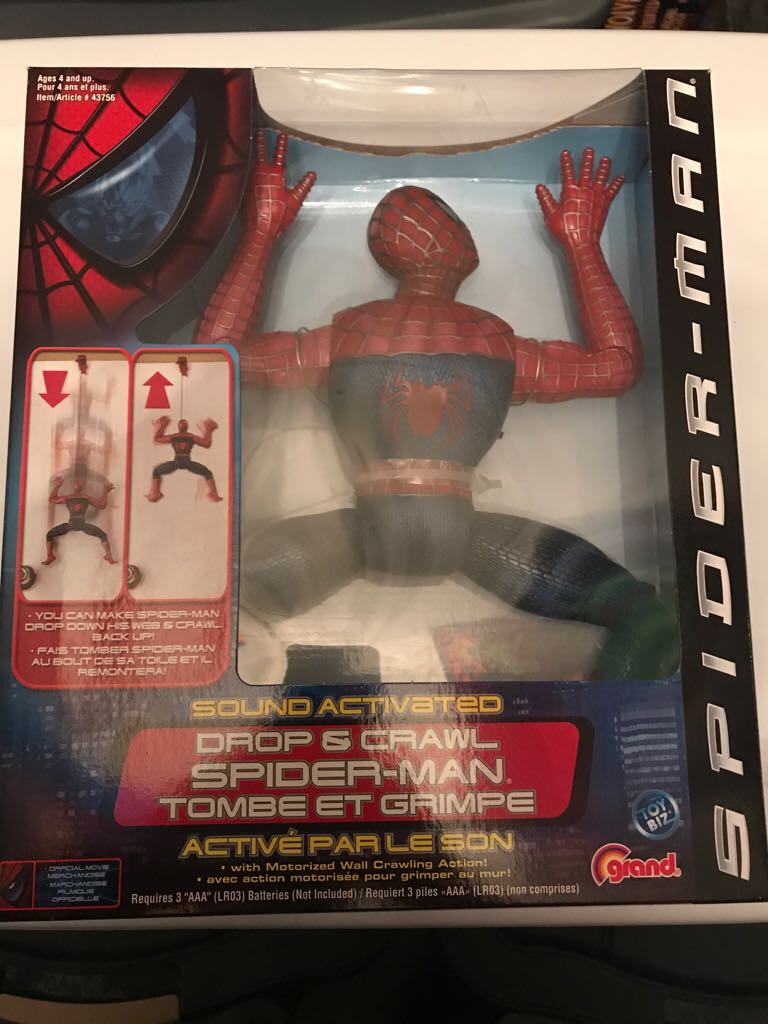 Ages 4 and up.
Pour 4 ans et plus.
Item/Article # 43756
SPIDER-MAN®
• YOU CAN MAKE SPIDER-MAN
DROP DOWN HIS WEB & CRAWL
BACK UP!
• FAIS TOMBER SPIDER-MAN
AU BOUT DE SA TOILE ET IL
REMONTERA!
SOUND ACTIVATED
DROP & CRAWL
SPIDER-MAN®
TOMBE ET GRIMPE
ACTIVÉ PAR LE SON
• with Motorized Wall Crawling Action!
• avec action motorisée pour grimper au mur!
Requires 3 "AAA" (LR03) Batteries (Not Included) / Requiert 3 piles «AAA» (LR03) (non comprises)
• OFFICIAL MOVIE
MERCHANDISE
• MARCHANDISE
FILMIQUE
OFFICIELLE
TOY
BIZ
grand®